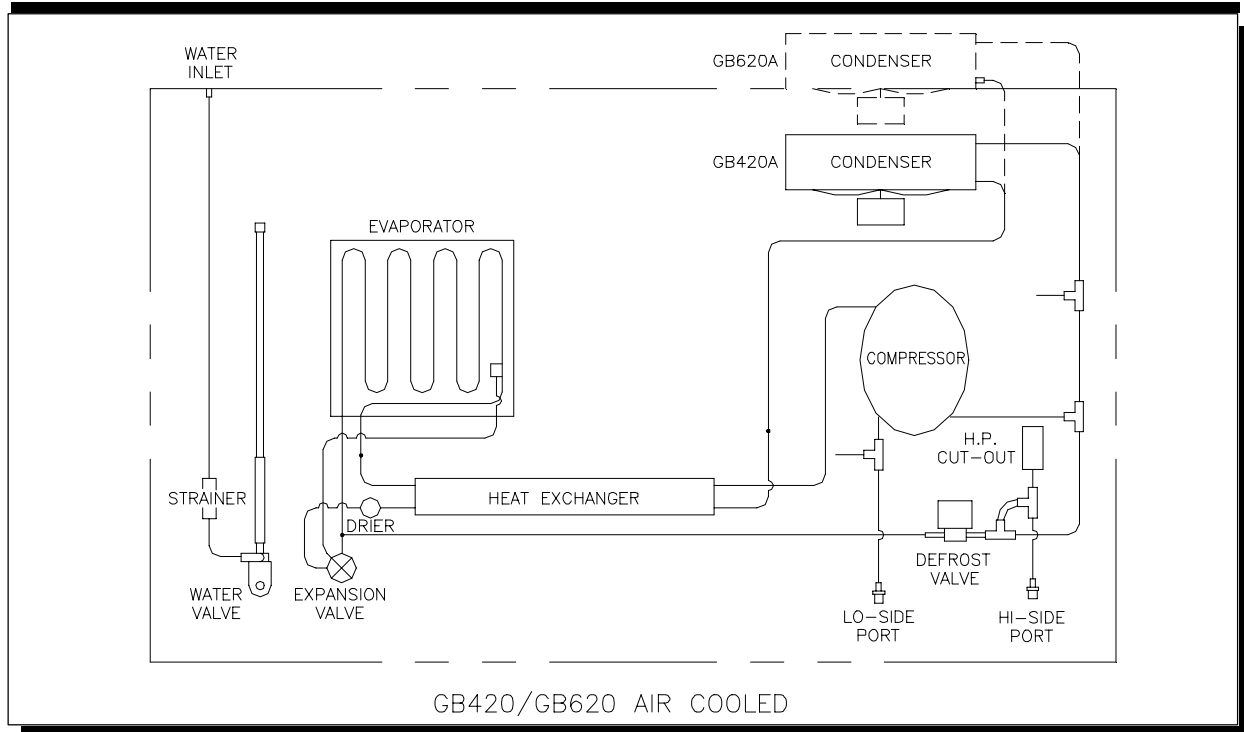 WATER
INLET
GB620A
CONDENSER
GB420A
CONDENSER
EVAPORATOR
COMPRESSOR
H.P.
CUT-OUT
STRAINER
HEAT EXCHANGER
DRIER
DEFROST
VALVE
WATER
VALVE
EXPANSION
VALVE
LO-SIDE
PORT
HI-SIDE
PORT
GB420/GB620 AIR COOLED